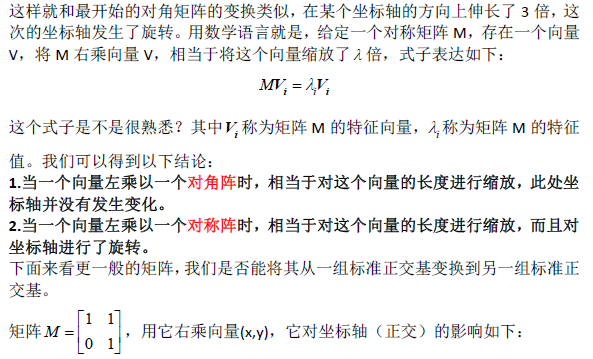 这样就和最开始的对角矩阵的变换类似，在某个坐标轴的方向上伸长了 3 倍，这
次的坐标轴发生了旋转。用数学语言就是，给定一个对称矩阵 M，存在一个向量
V，将 M 右乘向量 V，相当于将这个向量缩放了 λ 倍，式子表达如下：
MVᵢ = λᵢVᵢ
这个式子是不是很熟悉？其中 Vᵢ 称为矩阵 M 的特征向量，λᵢ 称为矩阵 M 的特征
值。我们可以得到以下结论：
1.当一个向量左乘以一个对角阵时，相当于对这个向量的长度进行缩放，此处坐
标轴并没有发生变化。
2.当一个向量左乘以一个对称阵时，相当于对这个向量的长度进行缩放，而且对
坐标轴进行了旋转。
下面来看更一般的矩阵，我们是否能将其从一组标准正交基变换到另一组标准正
交基。
矩阵 M = [1 1; 0 1]，用它右乘向量(x,y)，它对坐标轴（正交）的影响如下：